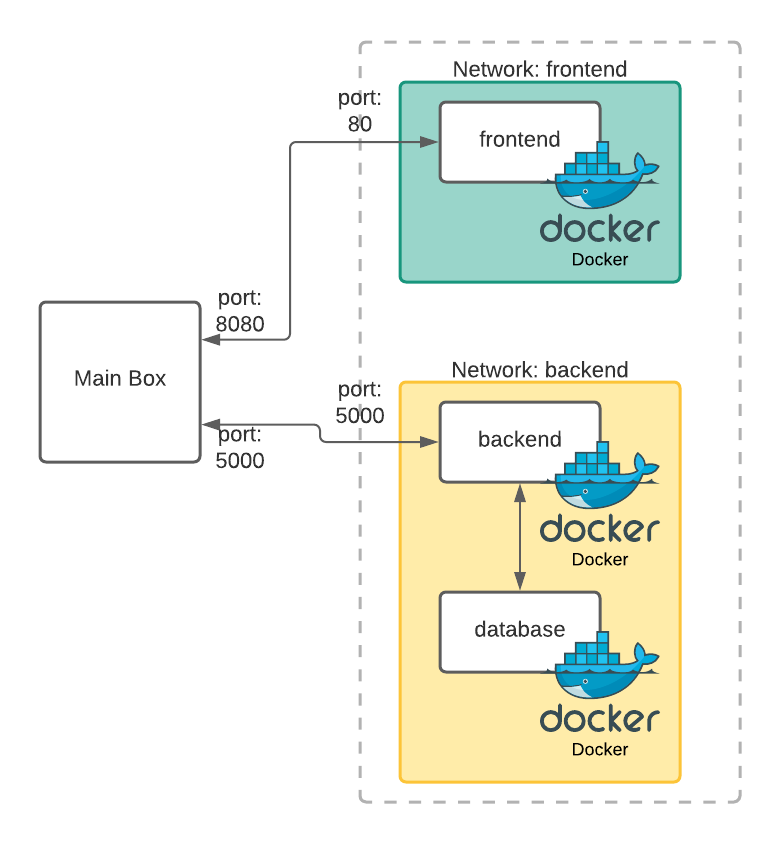 Network: frontend
port:
80
frontend
docker
Docker
port:
8080
Main Box
port:
5000
Network: backend
port:
5000
backend
docker
Docker
database
docker
Docker